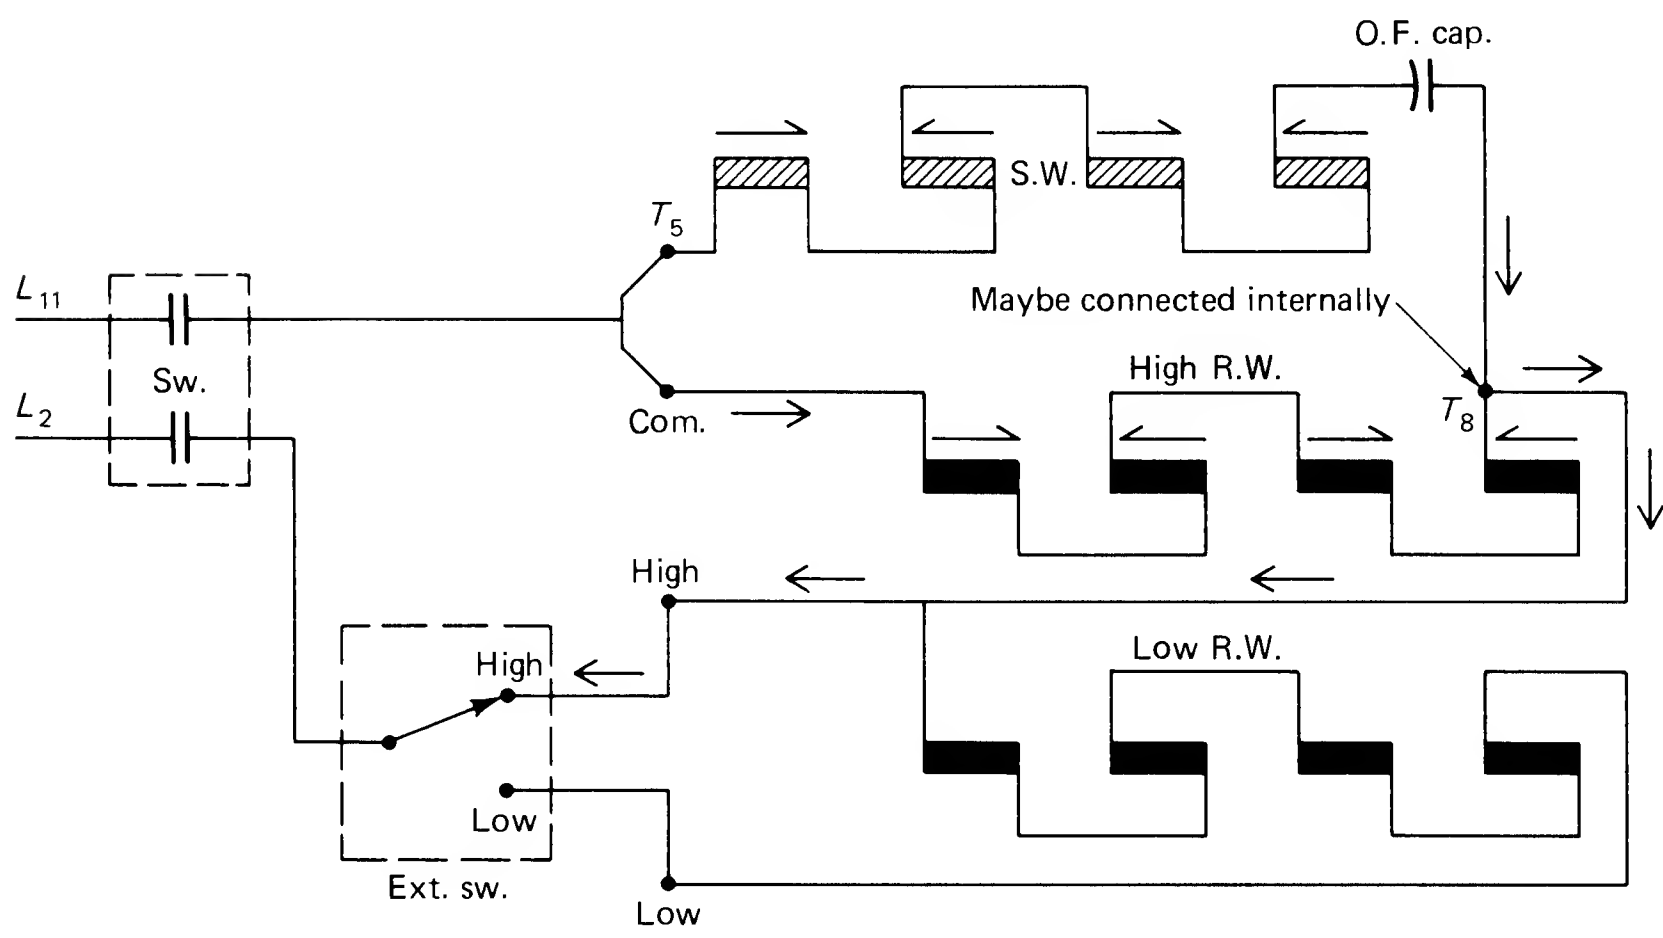 O.F. cap.
S.W.
T5
L11
Maybe connected internally
High R.W.
Sw.
L2
Com.
T8
High
Low R.W.
High
Low
Ext. sw.
Low